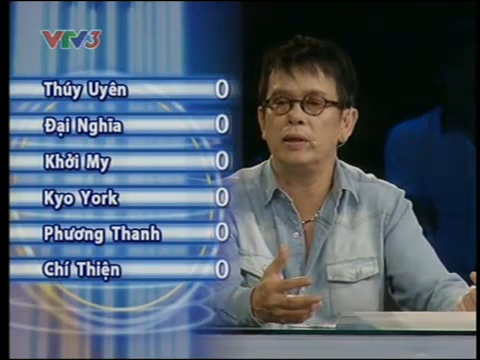 VTV3
Thúy Uyên 0
Đại Nghĩa 0
Khởi My 0
Kyo York 0
Phương Thanh 0
Chí Thiện 0